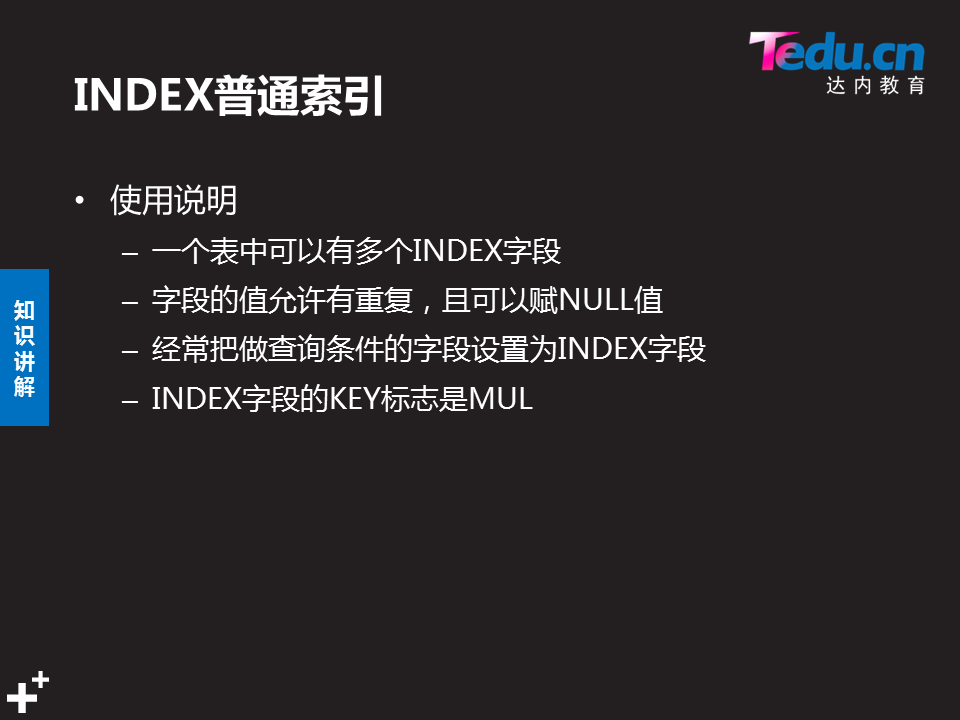 Tedu.cn
达内教育
INDEX普通索引
• 使用说明
– 一个表中可以有多个INDEX字段
– 字段的值允许有重复，且可以赋NULL值
– 经常把做查询条件的字段设置为INDEX字段
– INDEX字段的KEY标志是MUL
知
识
讲
解